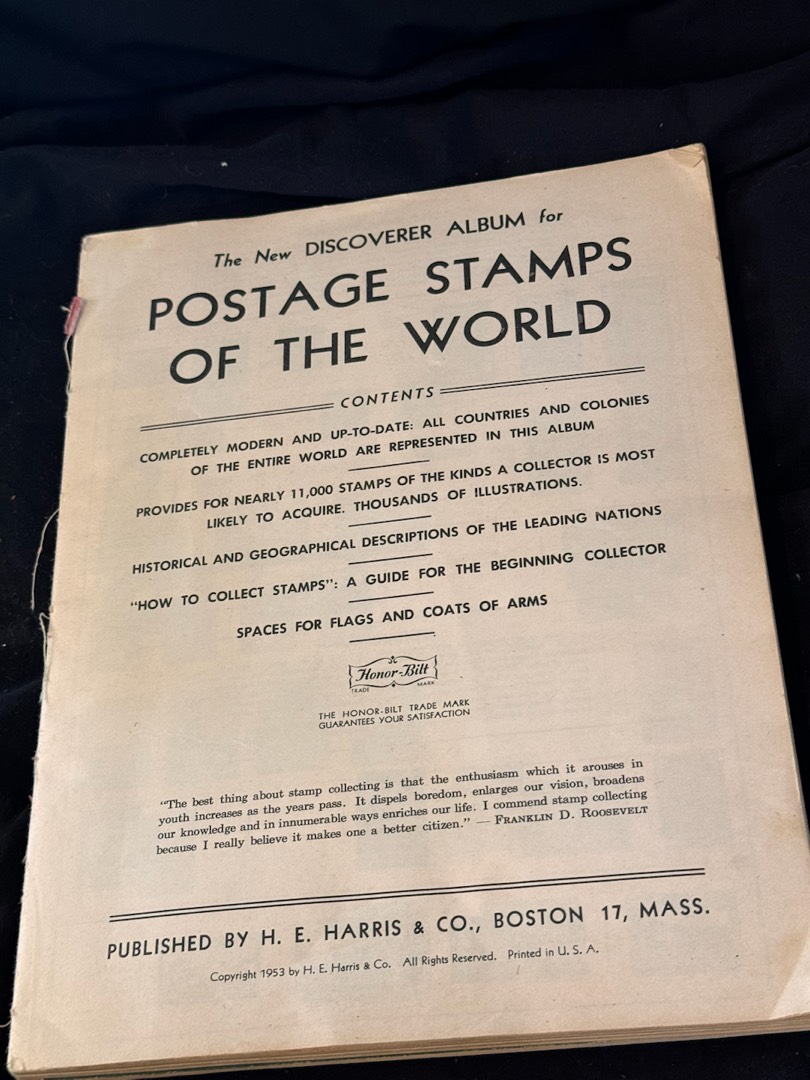 The New DISCOVERER ALBUM for
POSTAGE STAMPS
OF THE WORLD
CONTENTS
COMPLETELY MODERN AND UP-TO-DATE: ALL COUNTRIES AND COLONIES
OF THE ENTIRE WORLD ARE REPRESENTED IN THIS ALBUM
PROVIDES FOR NEARLY 11,000 STAMPS OF THE KINDS A COLLECTOR IS MOST
LIKELY TO ACQUIRE. THOUSANDS OF ILLUSTRATIONS.
HISTORICAL AND GEOGRAPHICAL DESCRIPTIONS OF THE LEADING NATIONS
"HOW TO COLLECT STAMPS": A GUIDE FOR THE BEGINNING COLLECTOR
SPACES FOR FLAGS AND COATS OF ARMS
Honor-Bilt
TRADE MARK
THE HONOR-BILT TRADE MARK
GUARANTEES YOUR SATISFACTION
"The best thing about stamp collecting is that the enthusiasm which it arouses in
youth increases as the years pass. It dispels boredom, enlarges our vision, broadens
our knowledge and in innumerable ways enriches our life. I commend stamp collecting
because I really believe it makes one a better citizen." — FRANKLIN D. ROOSEVELT
PUBLISHED BY H. E. HARRIS & CO., BOSTON 17, MASS.
Copyright 1953 by H. E. Harris & Co. All Rights Reserved. Printed in U. S. A.